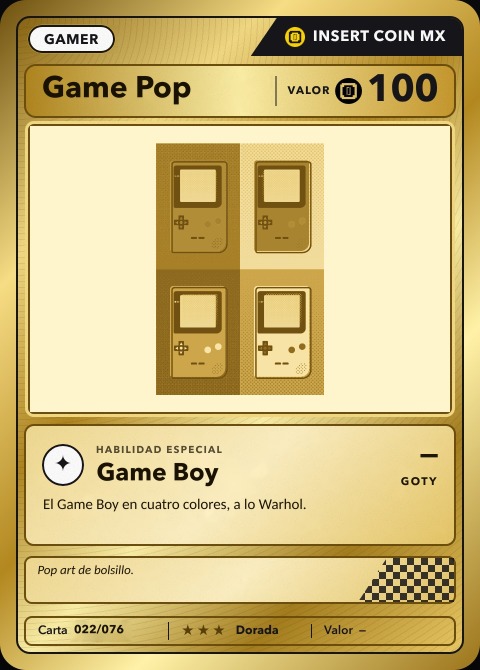 GAMER
INSERT COIN MX
Game Pop
VALOR 100
HABILIDAD ESPECIAL
Game Boy
–
GOTY
El Game Boy en cuatro colores, a lo Warhol.
Pop art de bolsillo.
Carta 022/076 ★ ★ ★ Dorada Valor –